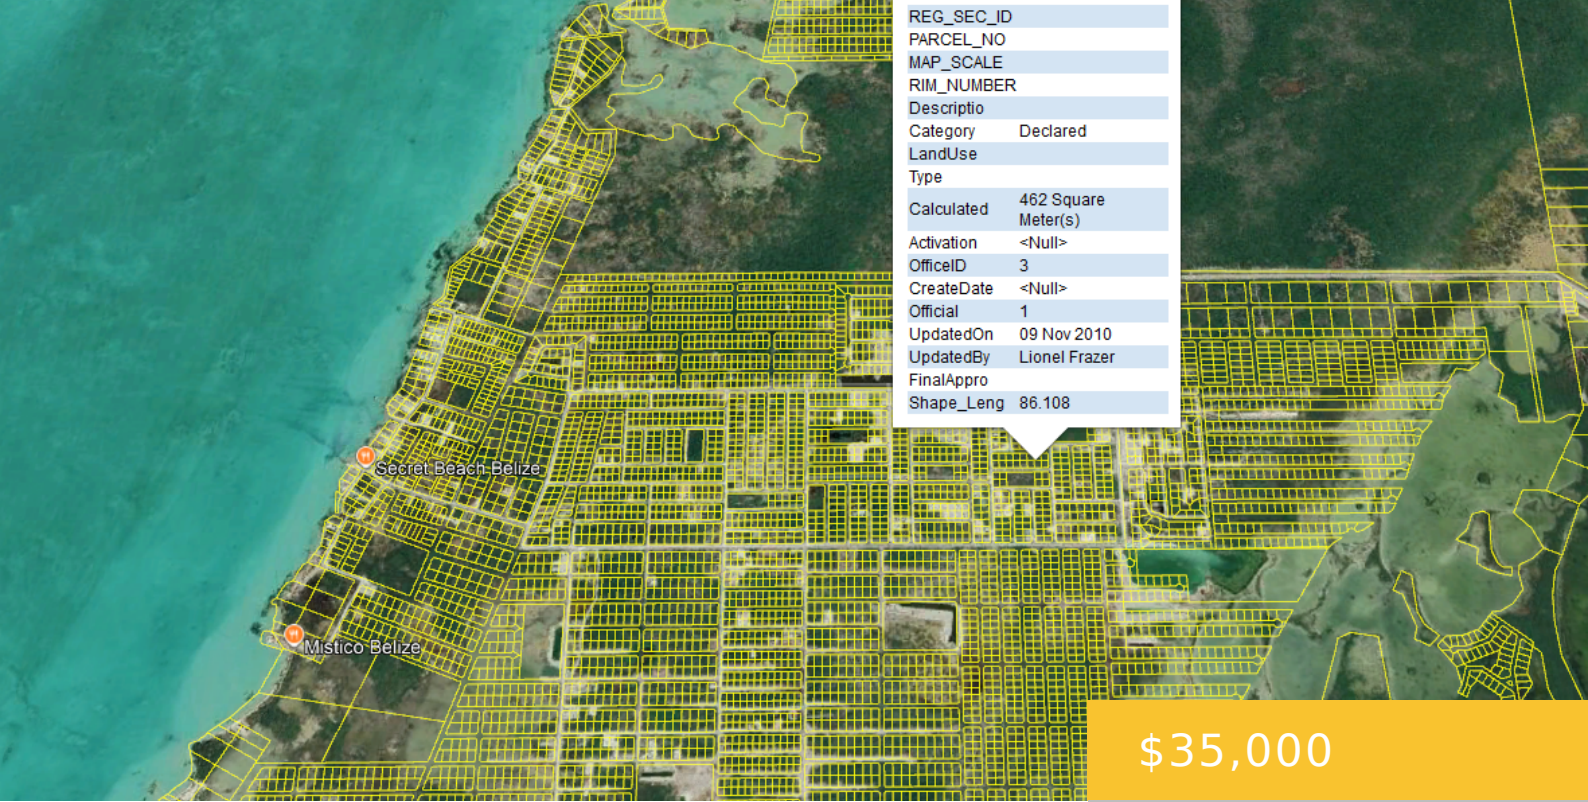 REG_SEC_ID
PARCEL_NO
MAP_SCALE
RIM_NUMBER
Descriptio
Category Declared
LandUse
Type
Calculated 462 Square
Meter(s)
Activation <Null>
OfficeID 3
CreateDate <Null>
Official 1
UpdatedOn 09 Nov 2010
UpdatedBy Lionel Frazer
FinalAppro
Shape_Leng 86.108
Secret Beach Belize
Mistico Belize
$35,000